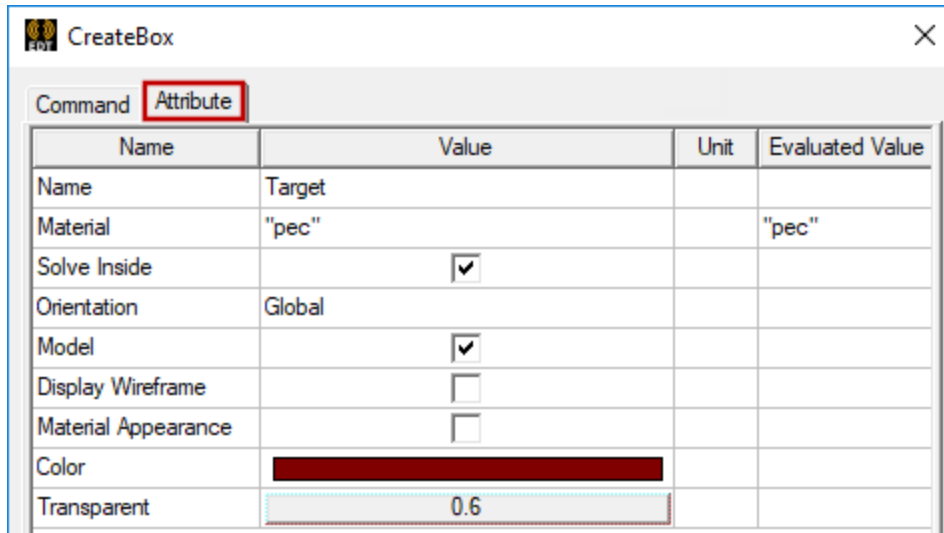 EDT CreateBox
Command Attribute
Name Value Unit Evaluated Value
Name Target
Material "pec" "pec"
Solve Inside
Orientation Global
Model
Display Wireframe
Material Appearance
Color
Transparent 0.6